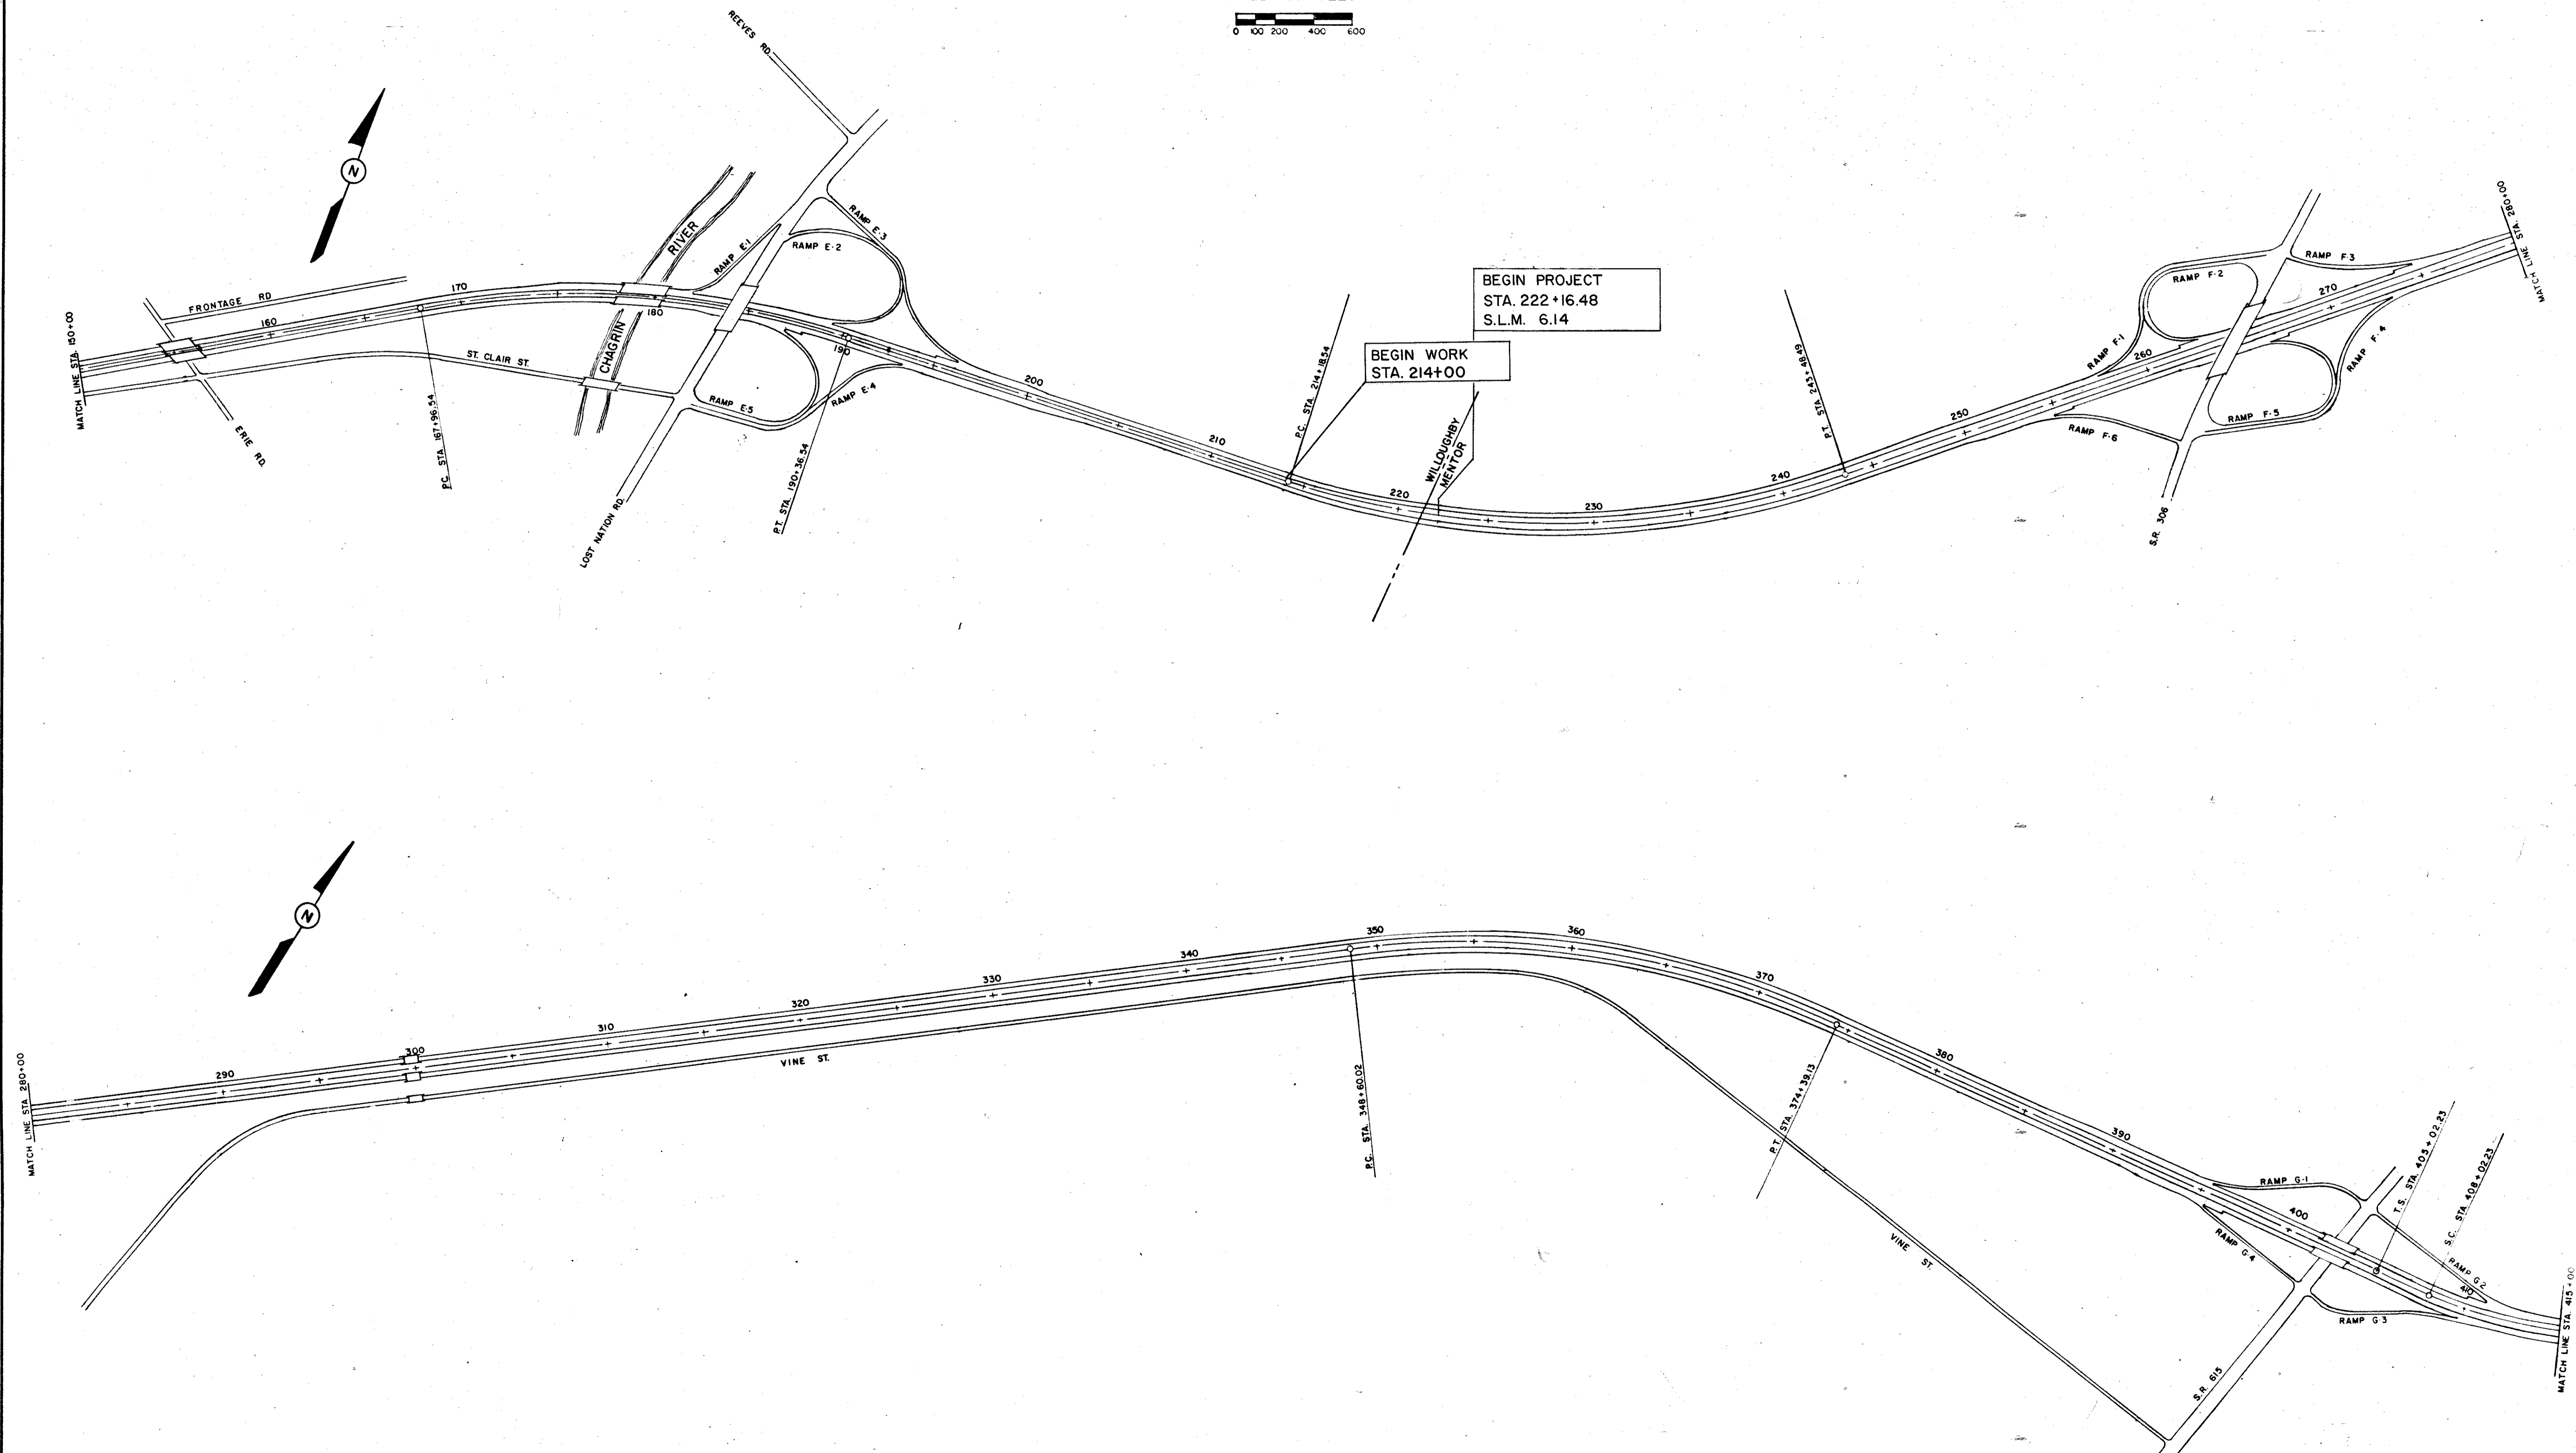 0 100 200 400 600
REEVES RD.
N
FRONTAGE RD
MATCH LINE STA. 150+00
160
170
180
190
200
210
220
230
240
250
260
270
ERIE RD.
ST. CLAIR ST.
P.C. STA. 167+96.54
CHAGRIN
RIVER
RAMP E-1
RAMP E-2
RAMP E-3
RAMP E-4
RAMP E-5
LOST NATION RD.
P.T. STA. 190+36.54
P.C. STA. 214+18.54
BEGIN WORK
STA. 214+00
BEGIN PROJECT
STA. 222+16.48
S.L.M. 6.14
WILLOUGHBY
MENTOR
P.T. STA. 243+48.49
RAMP F-1
RAMP F-2
RAMP F-3
RAMP F-4
RAMP F-5
RAMP F-6
S.R. 306
MATCH LINE STA. 280+00
N
MATCH LINE STA. 280+00
290
300
310
320
330
340
350
360
370
380
390
400
410
VINE ST.
P.C. STA. 348+60.02
P.T. STA. 374+39.13
VINE ST.
RAMP G-1
RAMP G-2
RAMP G-3
RAMP G-4
T.S. STA. 405+02.23
S.C. STA. 408+02.23
S.R. 615
MATCH LINE STA. 415+00